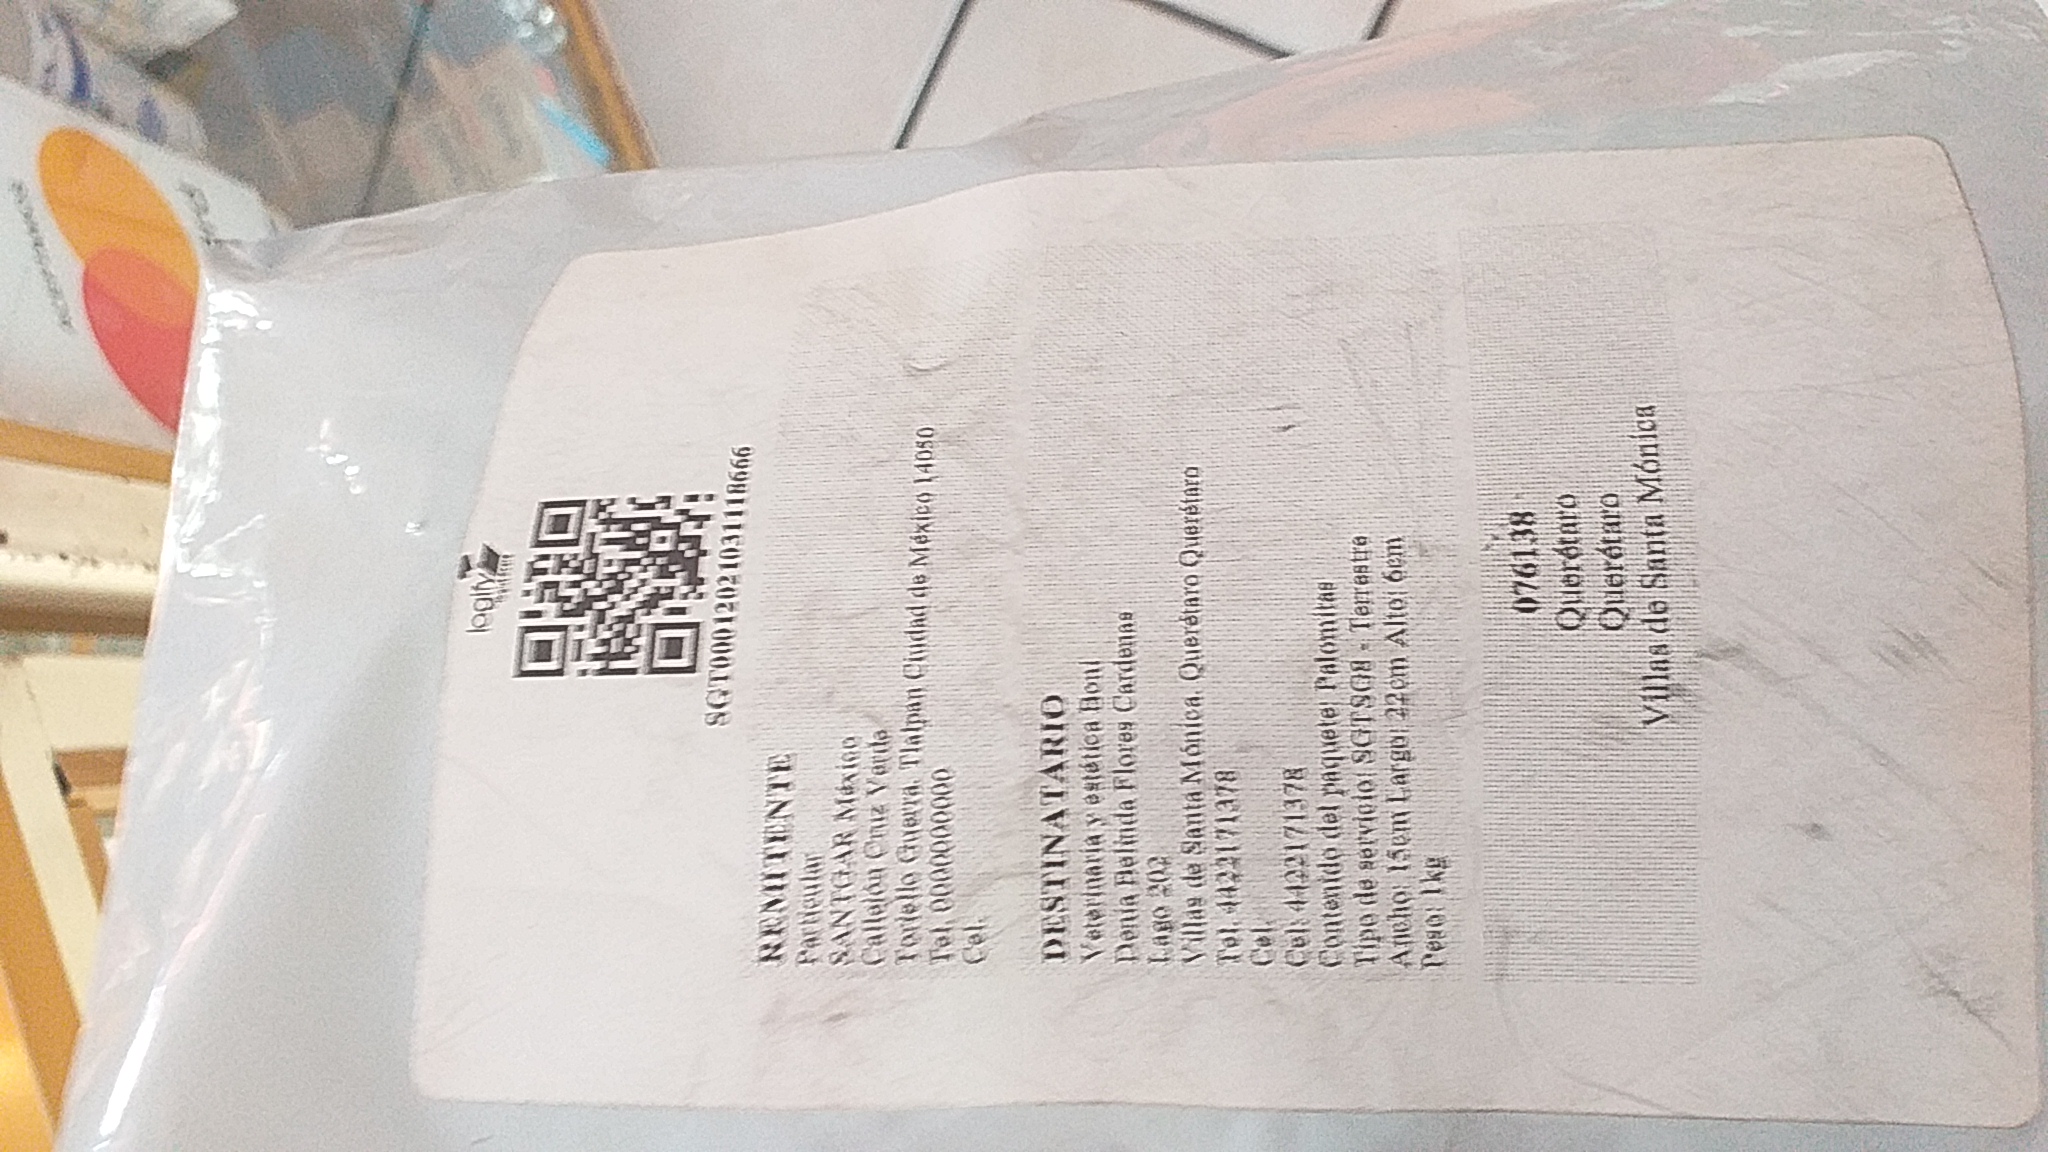 logify
SGT00012021031118666
REMITENTE
Particular
SANTGAR México
Callejón Cruz Verde
Toriello Guerra. Tlalpan Ciudad de México 14050
Tel. 0000000000
Cel.
DESTINATARIO
Veterinaria y estética Boul
Denia Belinda Flores Cardenas
Lago 202
Villas de Santa Mónica. Querétaro Querétaro
Tel. 4422171378
Cel.
Cel. 4422171378
Contenido del paquete: Palomitas
Tipo de servicio: SGTSG8 - Terrestre
Ancho: 15cm Largo: 22cm Alto: 6cm
Peso: 1kg
076138
Querétaro
Querétaro
Villas de Santa Mónica